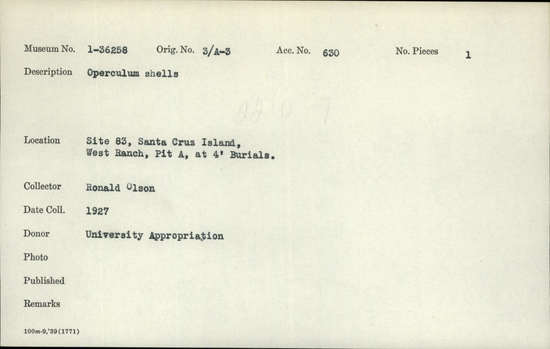 Museum No. 1-36258 Orig. No. 3/A-3 Acc. No. 630 No. Pieces 1
Description Operculum shells
Location Site 83, Santa Crus Island,
West Ranch, Pit A, at 4' Burials.
Collector Ronald Olson
Date Coll. 1927
Donor University Appropriation
Photo
Published
Remarks
100m-9,'39(1771)